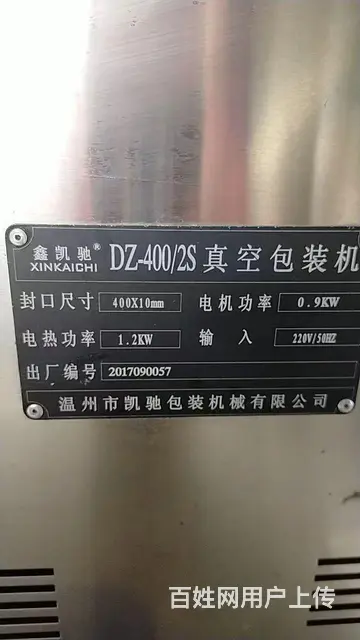 鑫凯驰® DZ-400/2S 真空包装机
XINKAICHI
封口尺寸 400X10mm 电机功率 0.9KW
电热功率 1.2KW 输入 220V/50HZ
出厂编号 2017090057
温州市凯驰包装机械有限公司
百姓网用户上传